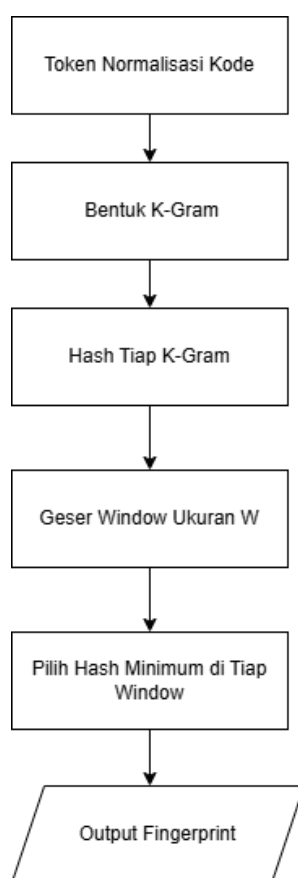 Token Normalisasi Kode
Bentuk K-Gram
Hash Tiap K-Gram
Geser Window Ukuran W
Pilih Hash Minimum di Tiap
Window
Output Fingerprint